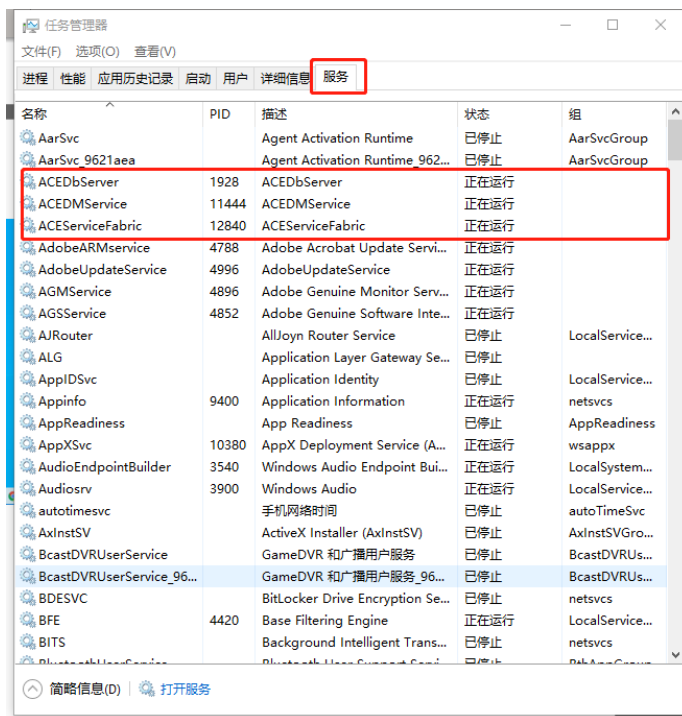 任务管理器
文件(F) 选项(O) 查看(V)
进程 性能 应用历史记录 启动 用户 详细信息 服务
名称 PID 描述 状态 组
AarSvc Agent Activation Runtime 已停止 AarSvcGroup
AarSvc_9621aea Agent Activation Runtime_962... 已停止 AarSvcGroup
ACEDbServer 1928 ACEDbServer 正在运行
ACEDMService 11444 ACEDMService 正在运行
ACEServiceFabric 12840 ACEServiceFabric 正在运行
AdobeARMservice 4788 Adobe Acrobat Update Servi... 正在运行
AdobeUpdateService 4996 AdobeUpdateService 正在运行
AGMService 4896 Adobe Genuine Monitor Serv... 正在运行
AGSService 4852 Adobe Genuine Software Inte... 正在运行
AJRouter AllJoyn Router Service 已停止 LocalService...
ALG Application Layer Gateway Se... 已停止
AppIDSvc Application Identity 已停止 LocalService...
Appinfo 9400 Application Information 正在运行 netsvcs
AppReadiness App Readiness 已停止 AppReadiness
AppXSvc 10380 AppX Deployment Service (A... 正在运行 wsappx
AudioEndpointBuilder 3540 Windows Audio Endpoint Bui... 正在运行 LocalSystem...
Audiosrv 3900 Windows Audio 正在运行 LocalService...
autotimesvc 手机网络时间 已停止 autoTimeSvc
AxInstSV ActiveX Installer (AxInstSV) 已停止 AxInstSVGro...
BcastDVRUserService GameDVR 和广播用户服务 已停止 BcastDVRUs...
BcastDVRUserService_96... GameDVR 和广播用户服务_96... 已停止 BcastDVRUs...
BDESVC BitLocker Drive Encryption Se... 已停止 netsvcs
BFE 4420 Base Filtering Engine 正在运行 LocalService...
BITS Background Intelligent Trans... 已停止 netsvcs
BluetoothUserService Bluetooth User Support Servi... 已停止 BthAppGroup
简略信息(D) 打开服务